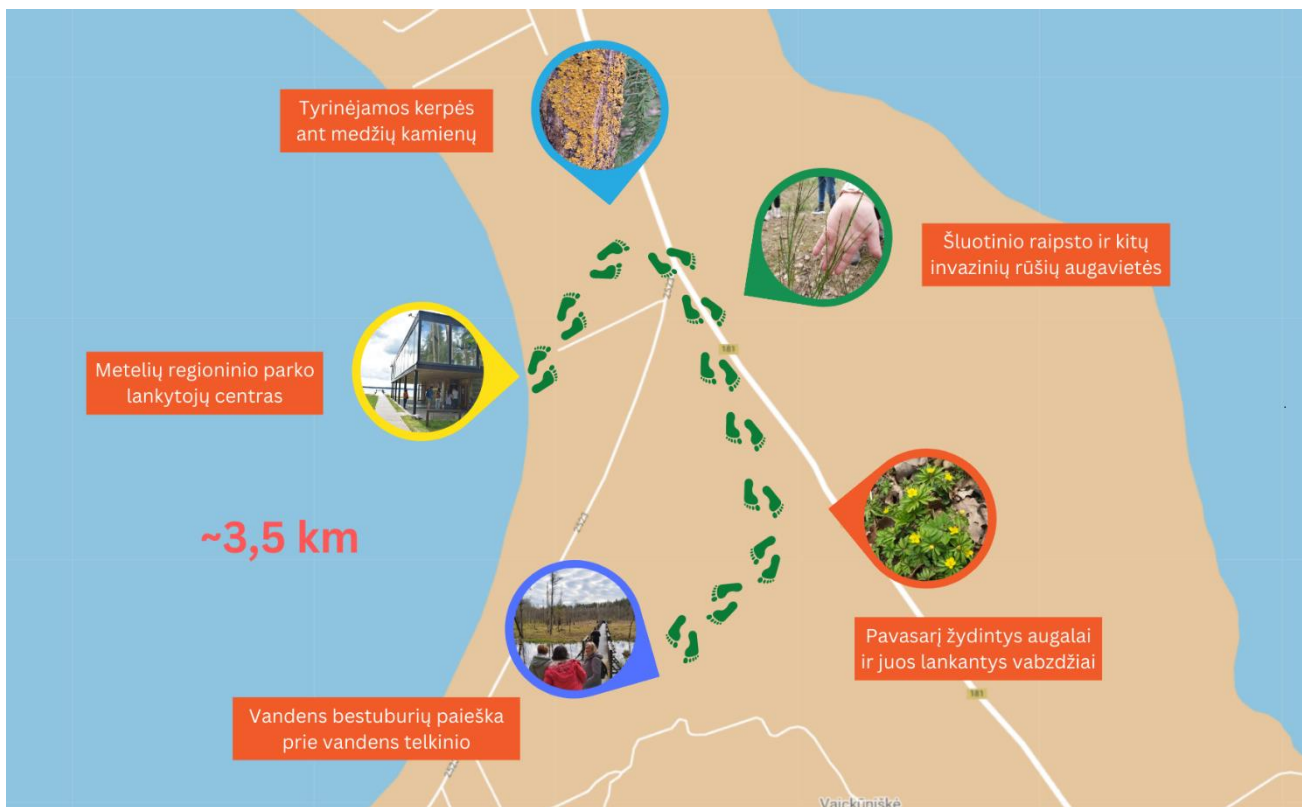 Tyrinėjamos kerpės
ant medžių kamienų
Šluotinio raipsto ir kitų
invazinių rūšių augavietės
181
Metelių regioninio parko
lankytojų centras
~3,5 km
Pavasarį žydintys augalai
ir juos lankantys vabzdžiai
181
Vandens bestuburių paieška
prie vandens telkinio